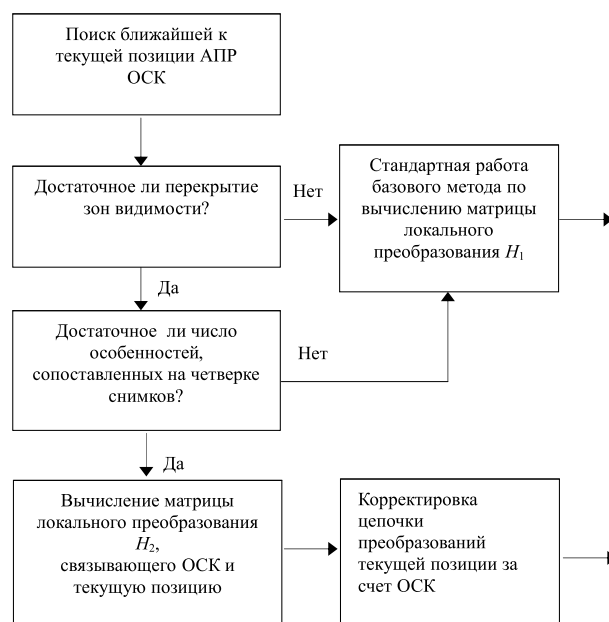 Поиск ближайшей к
текущей позиции АПР
ОСК
Достаточное ли перекрытие
зон видимости?
Нет
Стандартная работа
базового метода по
вычислению матрицы
локального
преобразования H1
Да
Достаточное ли число
особенностей,
сопоставленных на четверке
снимков?
Нет
Да
Вычисление матрицы
локального преобразования
H2,
связывающего ОСК и
текущую позицию
Корректировка
цепочки
преобразований
текущей позиции за
счет ОСК